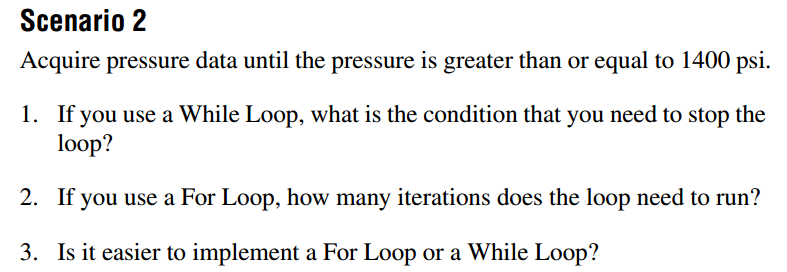 Scenario 2
Acquire pressure data until the pressure is greater than or equal to 1400 psi.
1. If you use a While Loop, what is the condition that you need to stop the
loop?
2. If you use a For Loop, how many iterations does the loop need to run?
3. Is it easier to implement a For Loop or a While Loop?